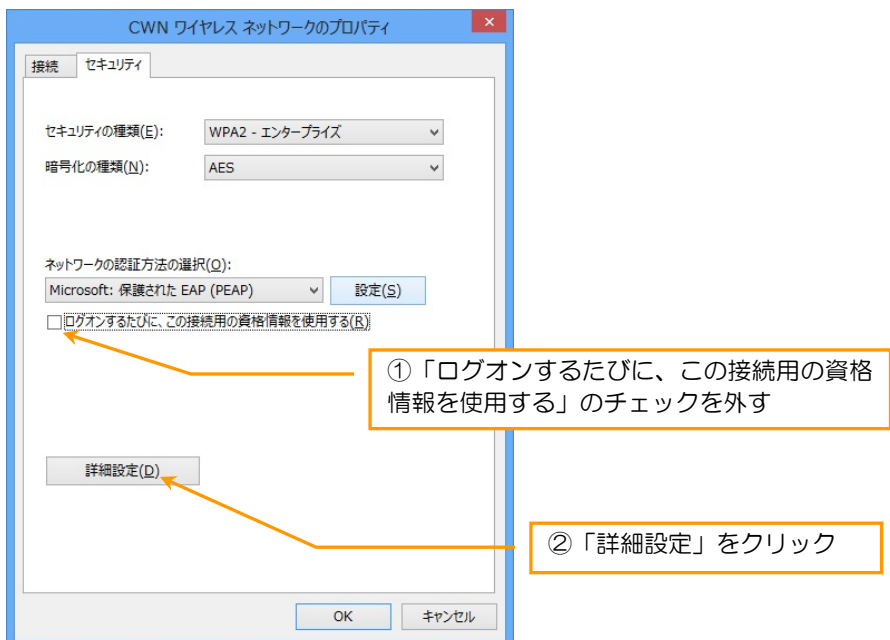 CWN ワイヤレス ネットワークのプロパティ
接続 セキュリティ
セキュリティの種類(E): WPA2 - エンタープライズ
暗号化の種類(N): AES
ネットワークの認証方法の選択(O):
Microsoft: 保護された EAP (PEAP) 設定(S)
ログオンするたびに、この接続用の資格情報を使用する(R)
①「ログオンするたびに、この接続用の資格
情報を使用する」のチェックを外す
詳細設定(D)
②「詳細設定」をクリック
OK キャンセル